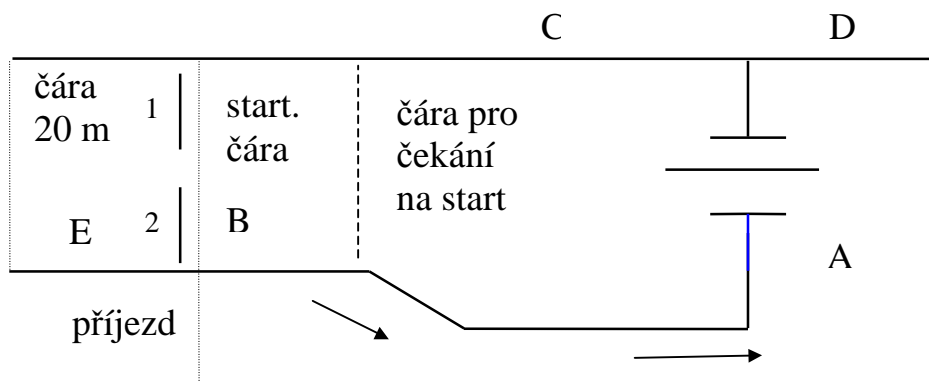 C
D
čára
20 m
1
start.
čára
čára pro
čekání
na start
E
2
B
A
příjezd